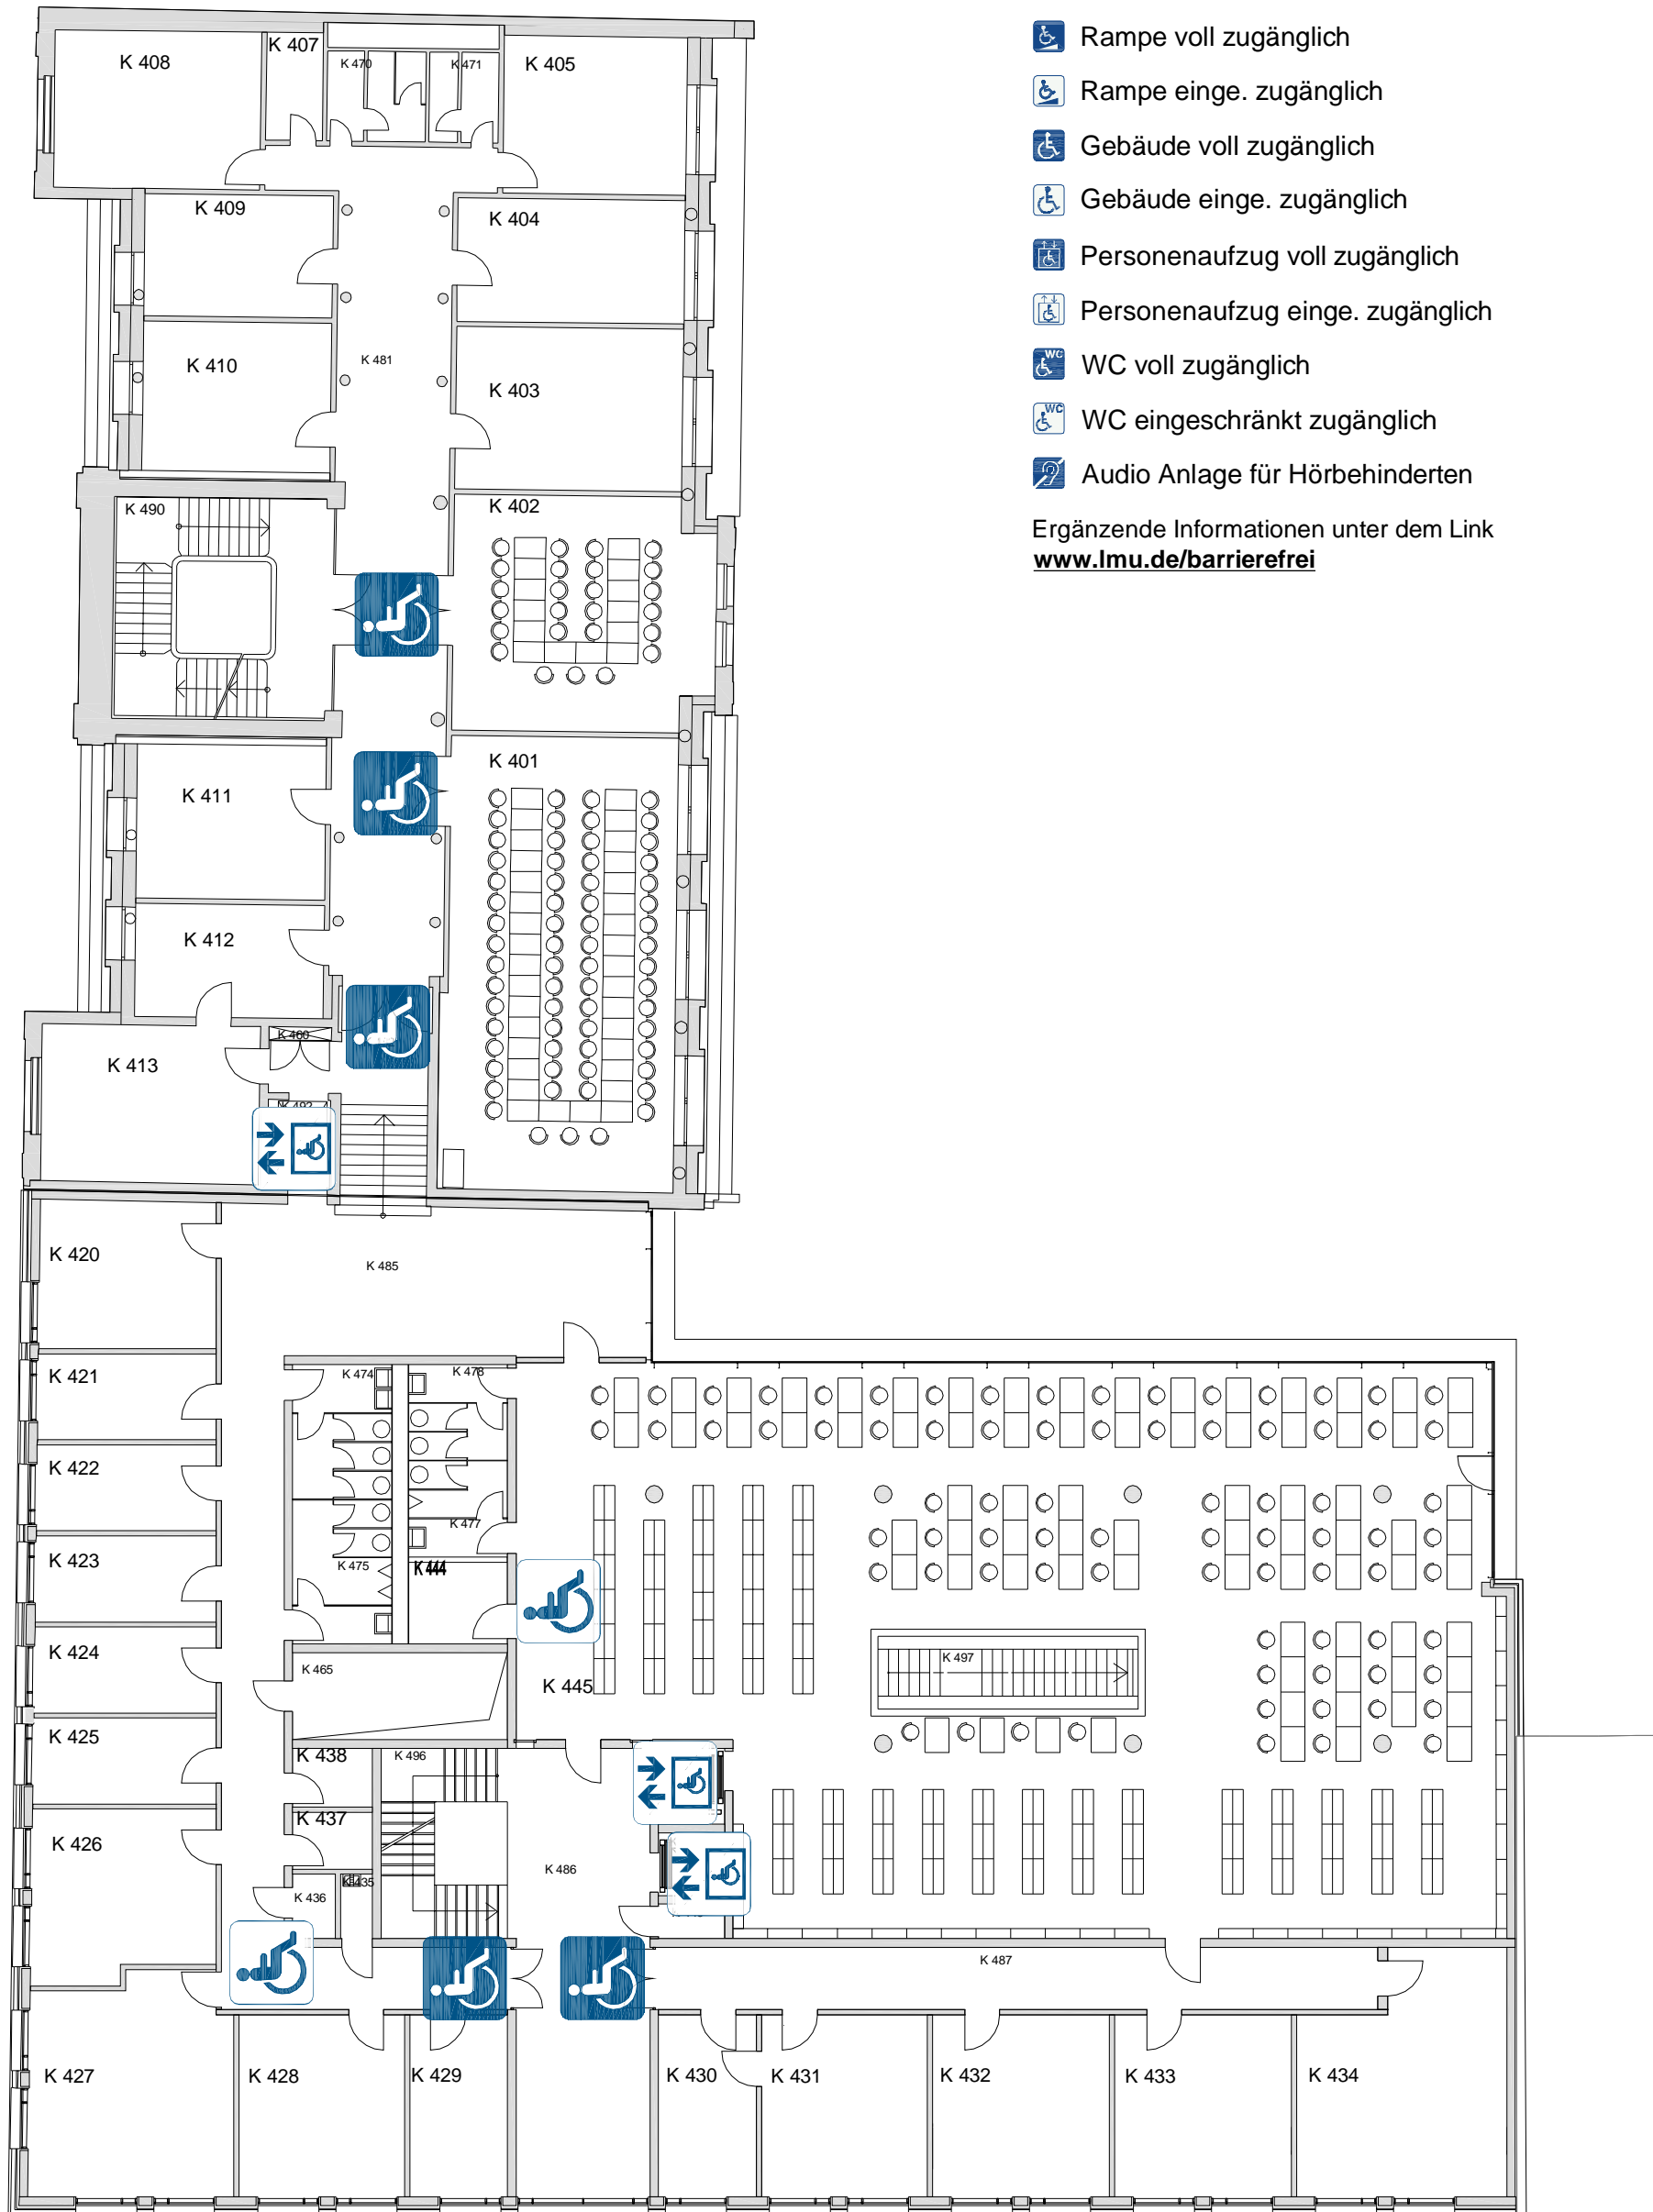 K 408
K 407
K 470
K 471
K 405
Rampe voll zugänglich
Rampe einge. zugänglich
Gebäude voll zugänglich
Gebäude einge. zugänglich
Personenaufzug voll zugänglich
Personenaufzug einge. zugänglich
WC
WC voll zugänglich
WC
WC eingeschränkt zugänglich
Audio Anlage für Hörbehinderten
Ergänzende Informationen unter dem Link
www.lmu.de/barrierefrei
K 409
K 404
K 410
K 481
K 403
K 490
K 402
K 411
K 401
K 412
K 460
K 413
K 420
K 485
K 421
K 474
K 478
K 422
K 477
K 423
K 475
K 444
K 424
K 465
K 445
K 497
K 425
K 438
K 496
K 437
K 426
K 486
K 436
K 435
K 487
K 427
K 428
K 429
K 430
K 431
K 432
K 433
K 434